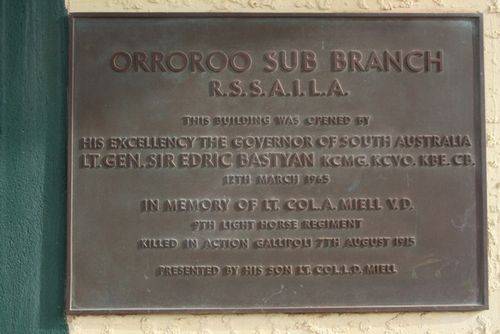 ORROROO SUB BRANCH
R.S.S.A.I.L.A.
THIS BUILDING WAS OPENED BY
HIS EXCELLENCY THE GOVERNOR OF SOUTH AUSTRALIA
LT. GEN. SIR EDRIC BASTYAN KCMG. KCVO. KBE. CB.
12TH MARCH 1965
IN MEMORY OF LT. COL. A. MIELL V.D.
9TH LIGHT HORSE REGIMENT
KILLED IN ACTION GALLIPOLI 7TH AUGUST 1915
PRESENTED BY HIS SON LT. COL. L.D. MIELL